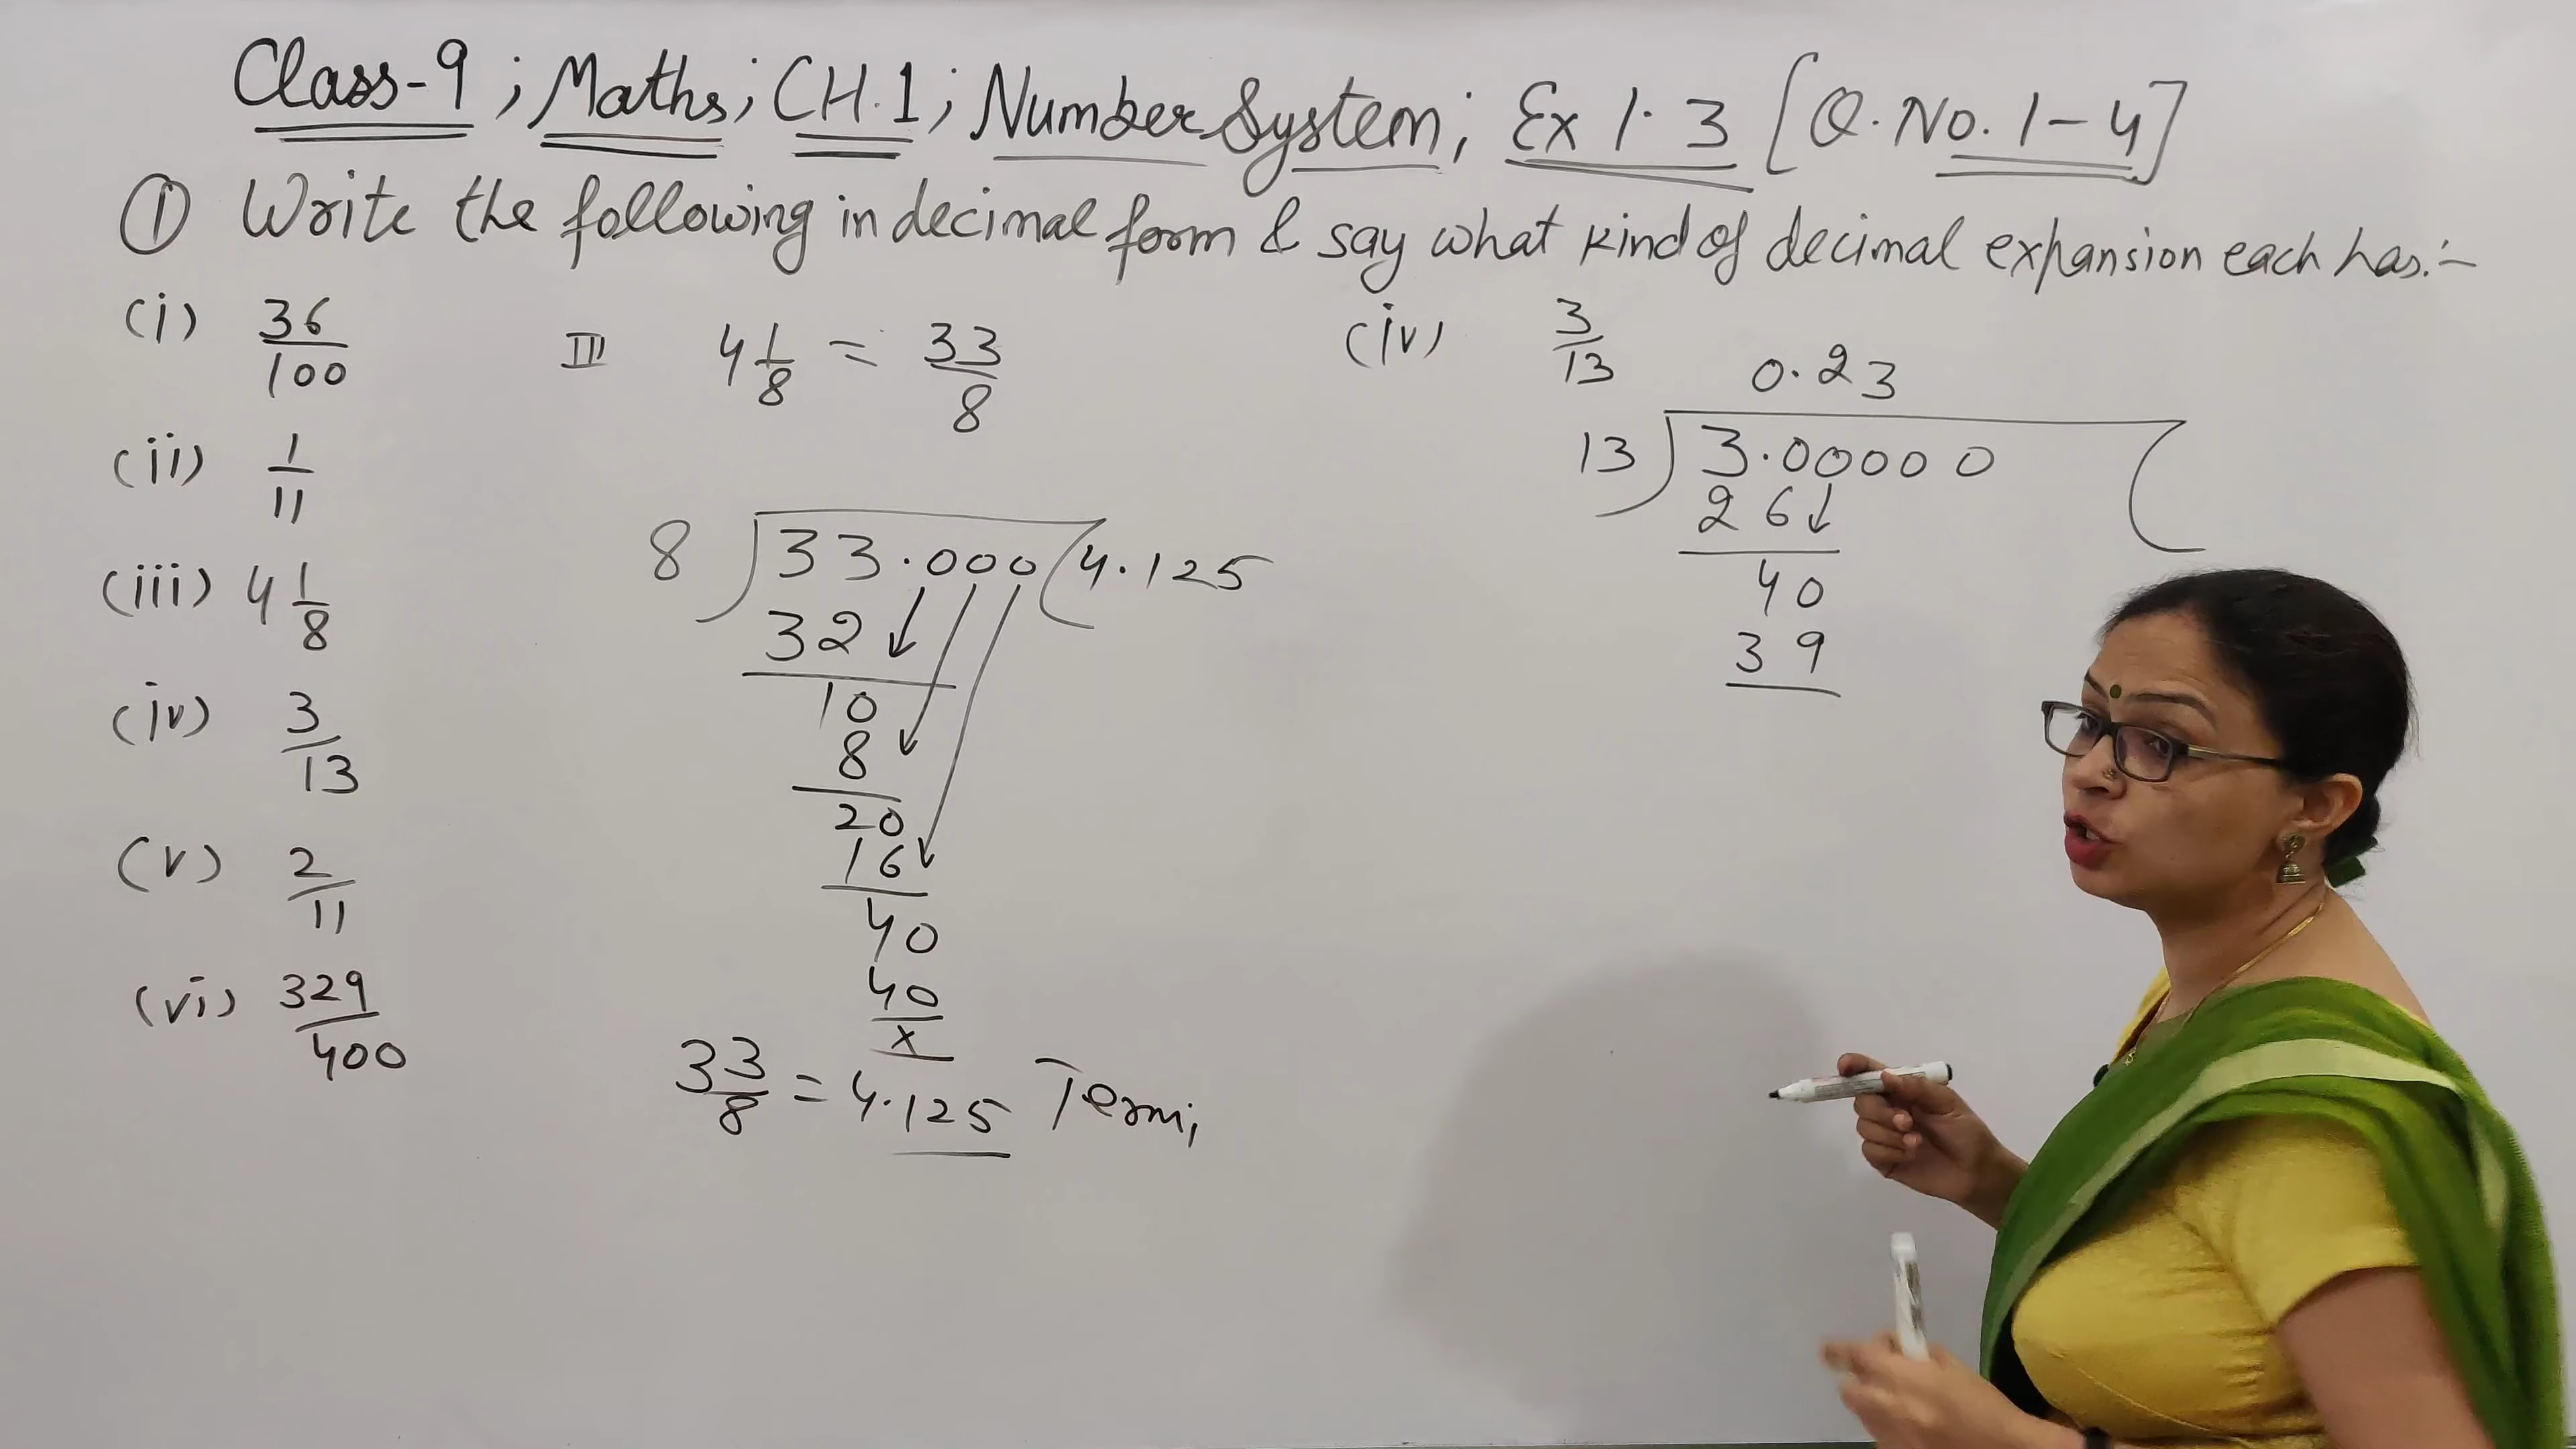 Class-9 ; Maths; CH.1; Number System; Ex 1.3 [Q. No. 1-4]
① Write the following in decimal form & say what kind of decimal expansion each has:-
(i) 36/100
(ii) 1/11
(iii) 4 1/8
(iv) 3/13
(v) 2/11
(vi) 329/400
III 4 1/8 = 33/8
8 ) 33.000 ( 4.125
32
10
8
20
16
40
40
x
33/8 = 4.125 Termi,
(iv) 3/13
0.23
13 ) 3.00000 (
26
40
39